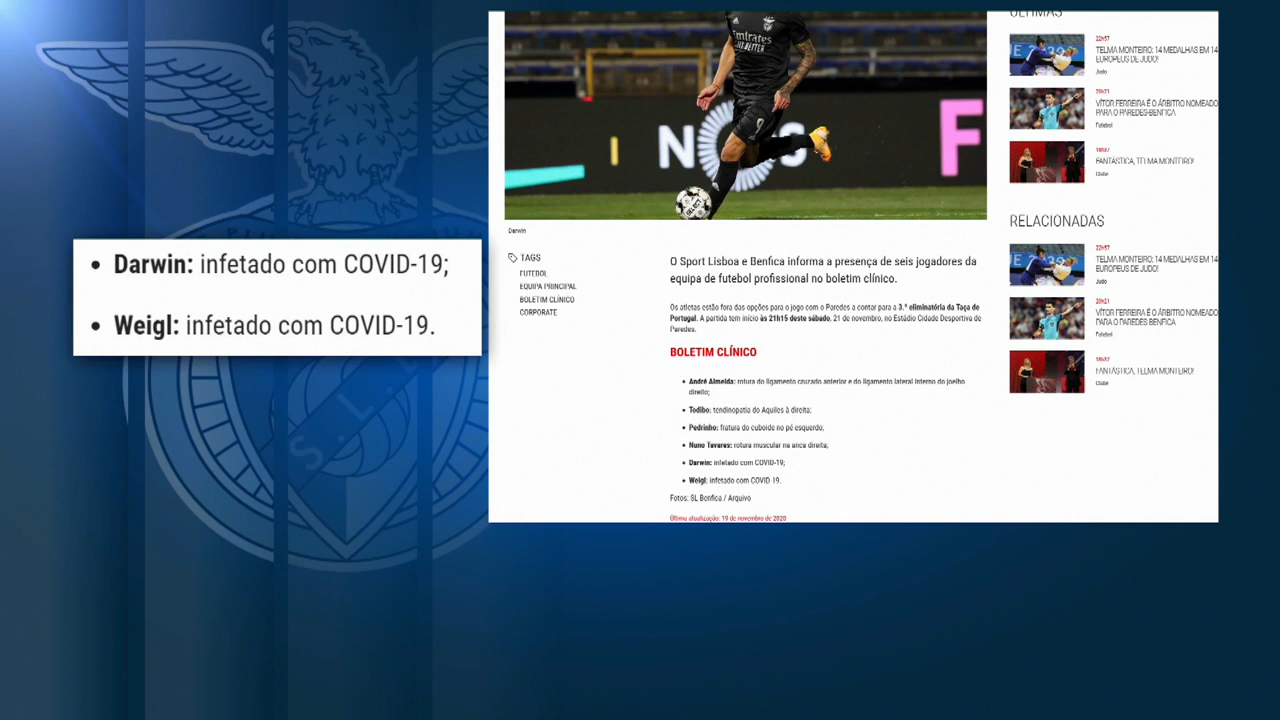 Darwin: infetado com COVID-19;
Weigl: infetado com COVID-19.
Emirates
FLY BETTER
9
NOS
F
SELECT
Darwin
TAGS
FUTEBOL
EQUIPA PRINCIPAL
BOLETIM CLÍNICO
CORPORATE
O Sport Lisboa e Benfica informa a presença de seis jogadores da
equipa de futebol profissional no boletim clínico.
Os atletas estão fora das opções para o jogo com o Paredes a contar para a 3.ª eliminatória da Taça de
Portugal. A partida tem início às 21h15 deste sábado, 21 de novembro, no Estádio Cidade Desportiva de
Paredes.
BOLETIM CLÍNICO
André Almeida: rotura do ligamento cruzado anterior e do ligamento lateral interno do joelho
direito;
Todibo: tendinopatia do Aquiles à direita;
Pedrinho: fratura do cuboide no pé esquerdo;
Nuno Tavares: rotura muscular na anca direita;
Darwin: infetado com COVID-19;
Weigl: infetado com COVID-19.
Fotos: SL Benfica / Arquivo
Última atualização: 19 de novembro de 2020
ÚLTIMAS
22h57
TELMA MONTEIRO: 14 MEDALHAS EM 14
EUROPEUS DE JUDO!
Judo
20h21
VÍTOR FERREIRA É O ÁRBITRO NOMEADO
PARA O PAREDES-BENFICA
Futebol
FANTÁSTICA, TELMA MONTEIRO!
Clube
RELACIONADAS
22h57
TELMA MONTEIRO: 14 MEDALHAS EM 14
EUROPEUS DE JUDO!
Judo
20h21
VÍTOR FERREIRA É O ÁRBITRO NOMEADO
PARA O PAREDES BENFICA
Futebol
FANTÁSTICA, TELMA MONTEIRO!
Clube